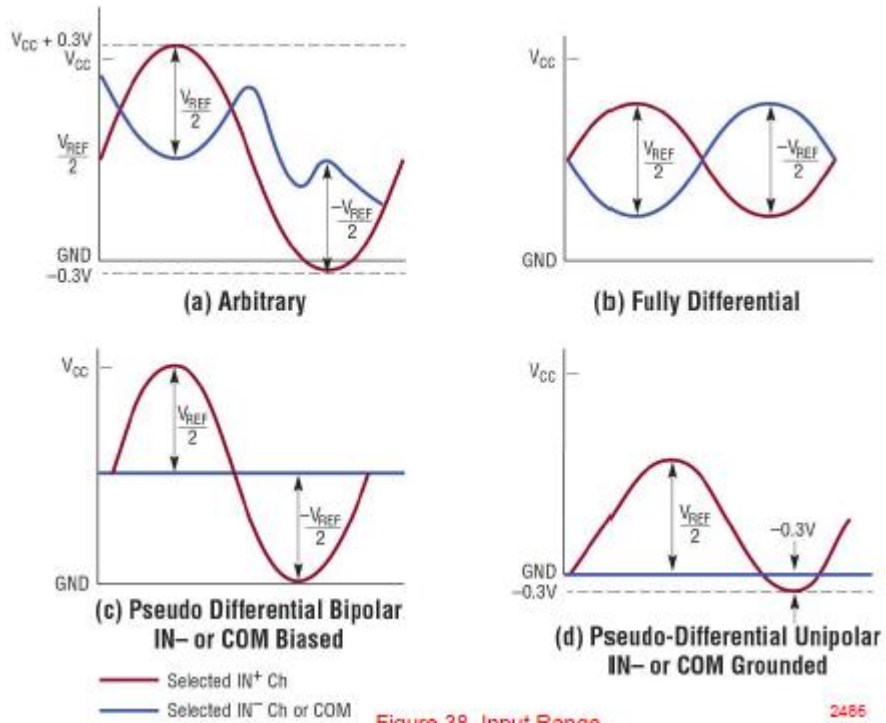 VCC + 0.3V
VCC
VREF
2
VREF
2
-VREF
2
GND
−0.3V
(a) Arbitrary
VCC
VREF
2
-VREF
2
GND
(b) Fully Differential
VCC
VREF
2
-VREF
2
GND
(c) Pseudo Differential Bipolar
IN– or COM Biased
VCC
VREF
2
−0.3V
GND
−0.3V
(d) Pseudo-Differential Unipolar
IN– or COM Grounded
Selected IN+ Ch
Selected IN− Ch or COM
Figure 38. Input Range
2486